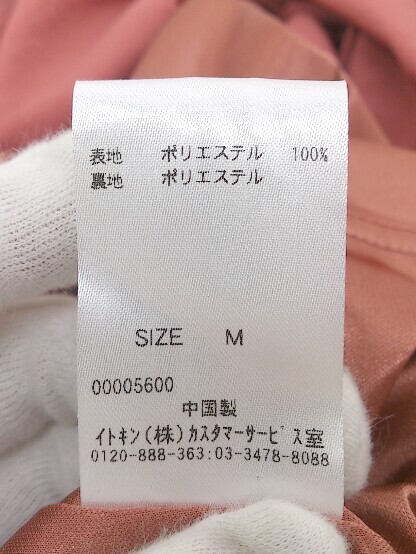 表地 ポリエステル 100%
裏地 ポリエステル
SIZE M
00005600
中国製
イトキン(株)カスタマーサービス室
0120-888-363:03-3478-8088